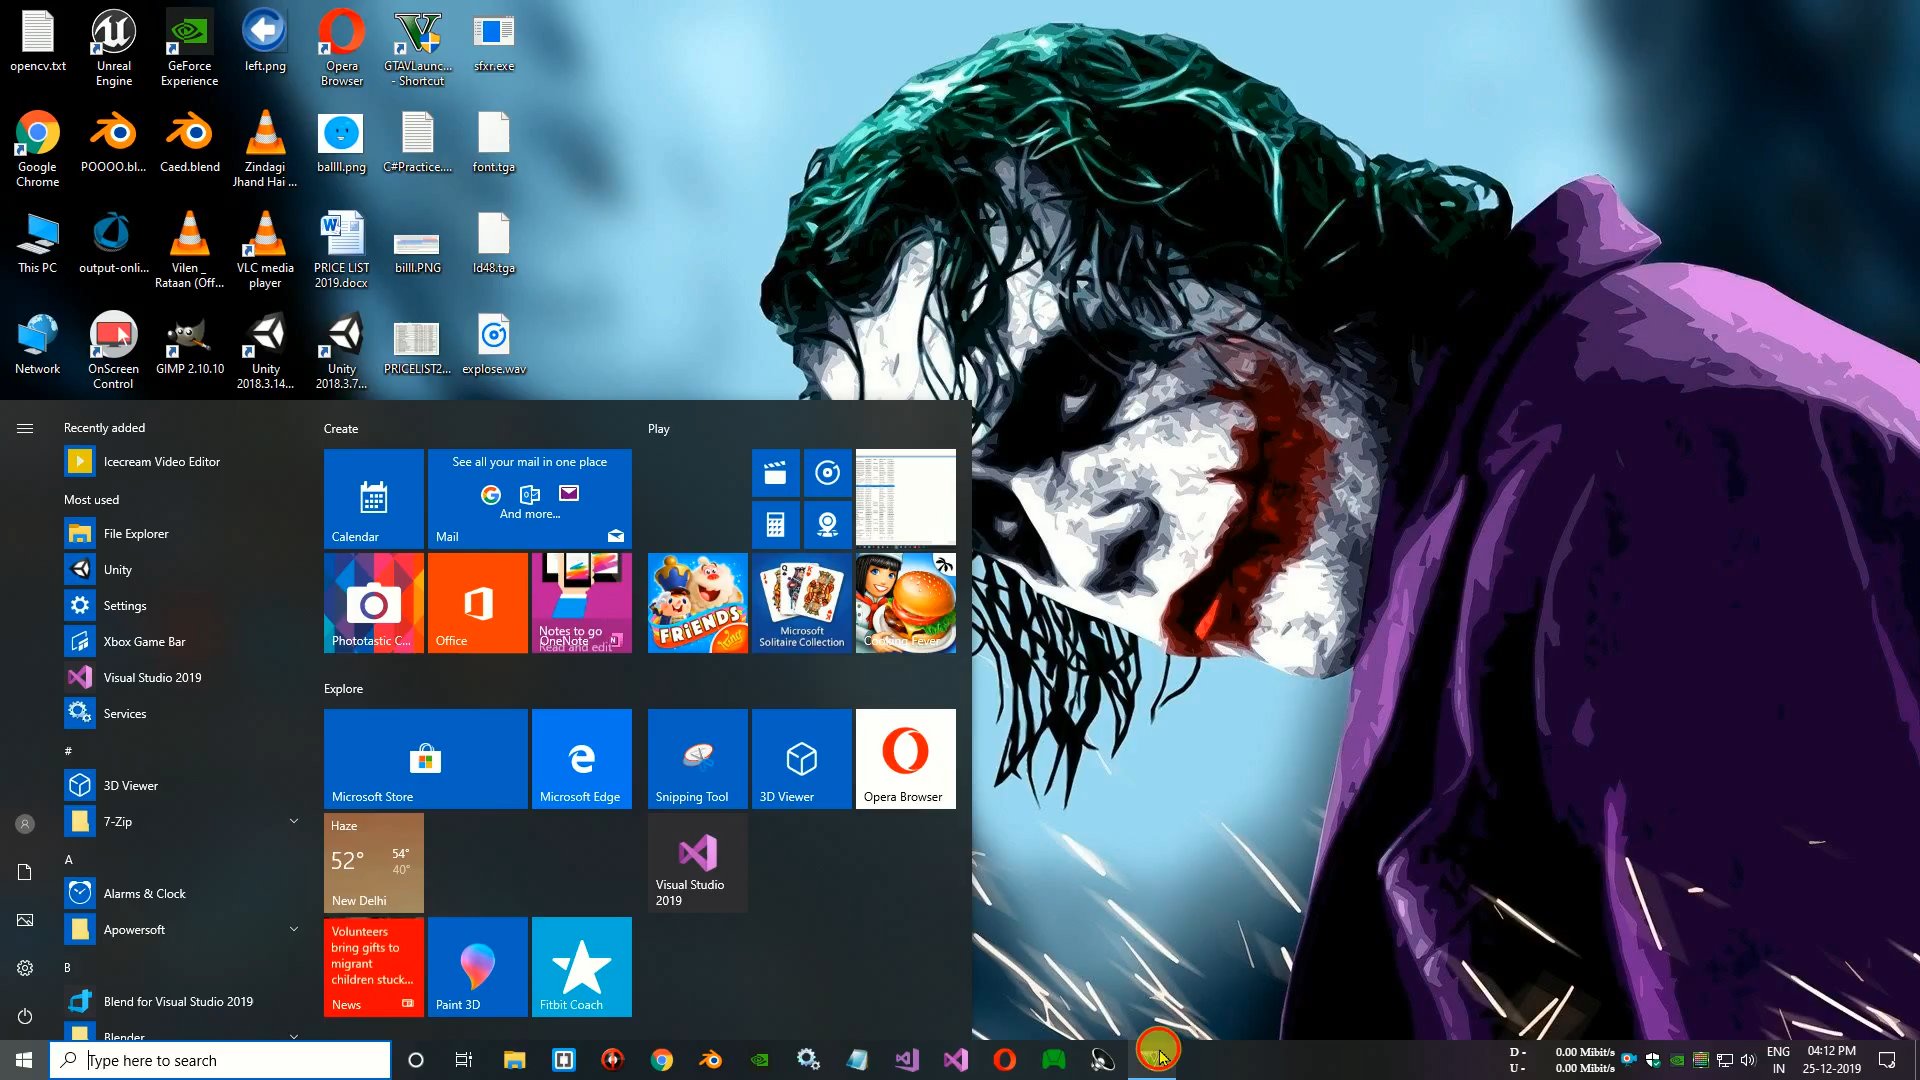 opencv.txt
Unreal
Engine
GeForce
Experience
left.png
Opera
Browser
GTAVLaunc...
- Shortcut
sfxr.exe
Google
Chrome
POOOO.bl...
Caed.blend
Zindagi
Jhand Hai ...
ballll.png
C#Practice....
font.tga
This PC
output-onli...
Vilen _
Rataan (Off...
VLC media
player
PRICE LIST
2019.docx
billl.PNG
ld48.tga
Network
OnScreen
Control
GIMP 2.10.10
Unity
2018.3.14...
Unity
2018.3.7...
PRICELIST2...
explose.wav
Recently added
Icecream Video Editor
Most used
File Explorer
Unity
Settings
Xbox Game Bar
Visual Studio 2019
Services
#
3D Viewer
7-Zip
A
Alarms & Clock
Apowersoft
B
Blend for Visual Studio 2019
Blender
Create
Calendar
See all your mail in one place
And more...
Mail
Phototastic C...
Office
Notes to go
OneNote
Read and edit
Play
FRIENDS
King
Microsoft
Solitaire Collection
Cooking Fever
Explore
Microsoft Store
Microsoft Edge
Snipping Tool
3D Viewer
Opera Browser
Haze
52°
54°
40°
New Delhi
Visual Studio
2019
Volunteers
bring gifts to
migrant
children stuck...
News
Paint 3D
Fitbit Coach
Type here to search
D - 0.00 Mibit/s
U - 0.00 Mibit/s
ENG
IN
04:12 PM
25-12-2019